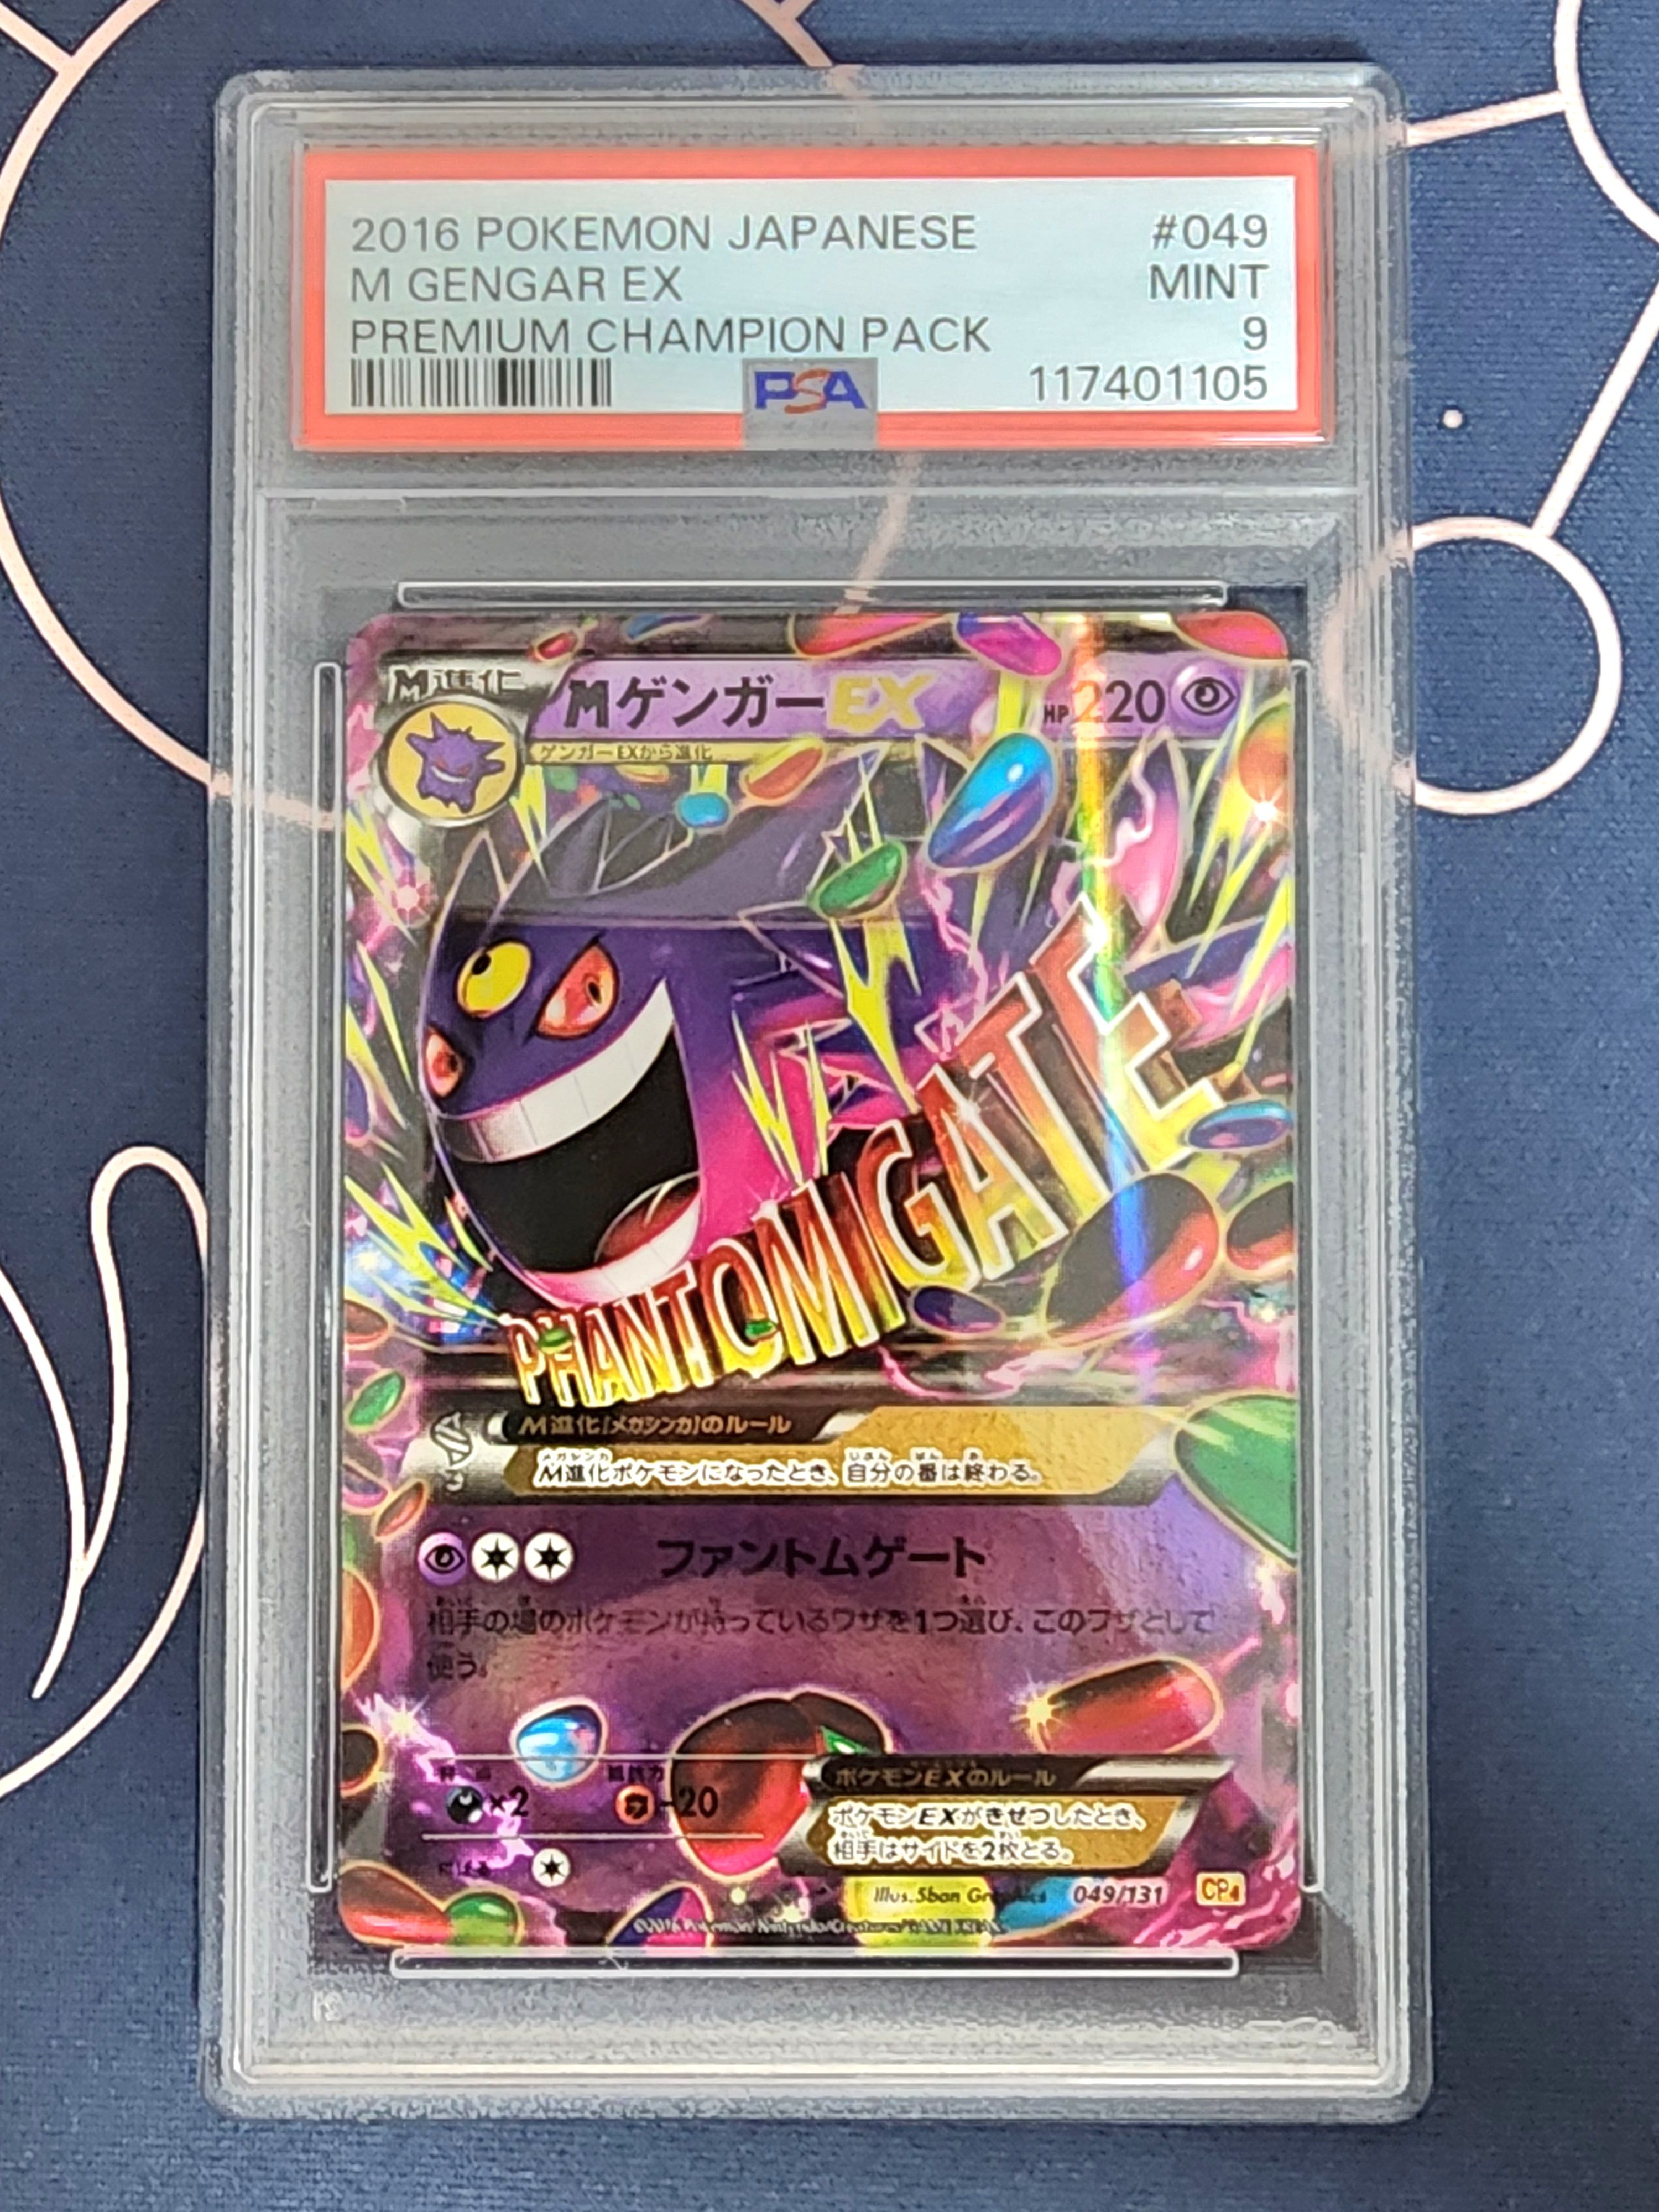 2016 POKEMON JAPANESE #049
M GENGAR EX MINT
PREMIUM CHAMPION PACK 9
PSA 117401105
M進化
MゲンガーEX HP220
ゲンガーEXから進化
PHANTOM GATE
M進化[メガシンカ]のルール
M進化ポケモンになったとき、自分の番は終わる。
ファントムゲート
相手の場のポケモンが持っているワザを1つ選び、このワザとして
使う。
×2 -20
ポケモンEXのルール
ポケモンEXがきぜつしたとき、
相手はサイドを2枚とる。
Illus. 5ban Graphics 049/131 CP4